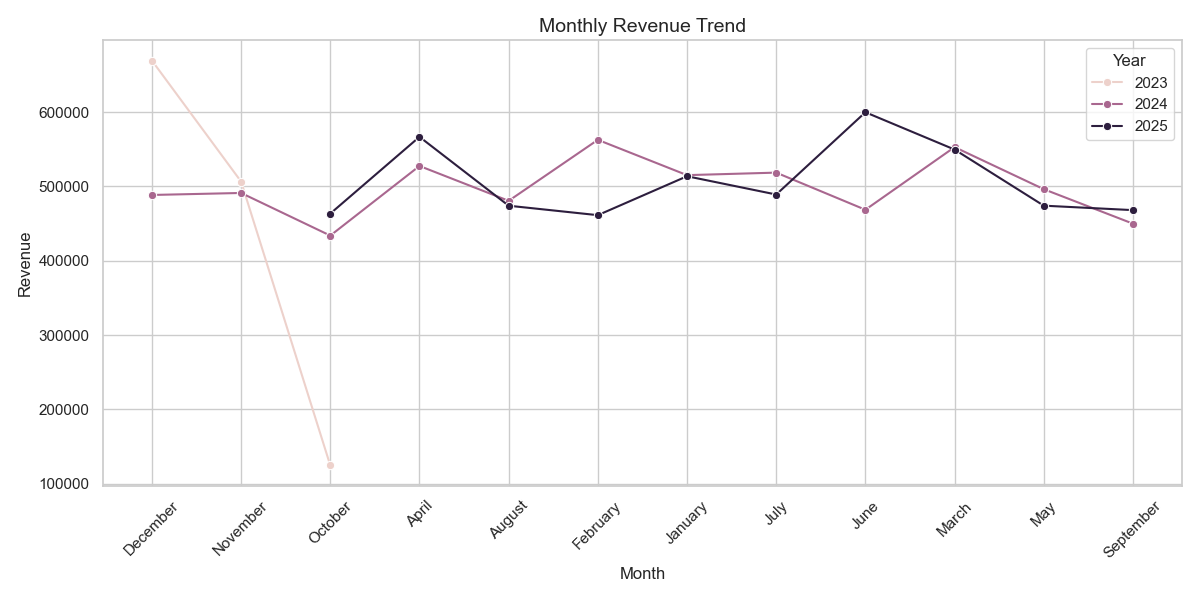 Monthly Revenue Trend
Year
2023
2024
2025
Revenue
600000
500000
400000
300000
200000
100000
December
November
October
April
August
February
January
July
June
March
May
September
Month